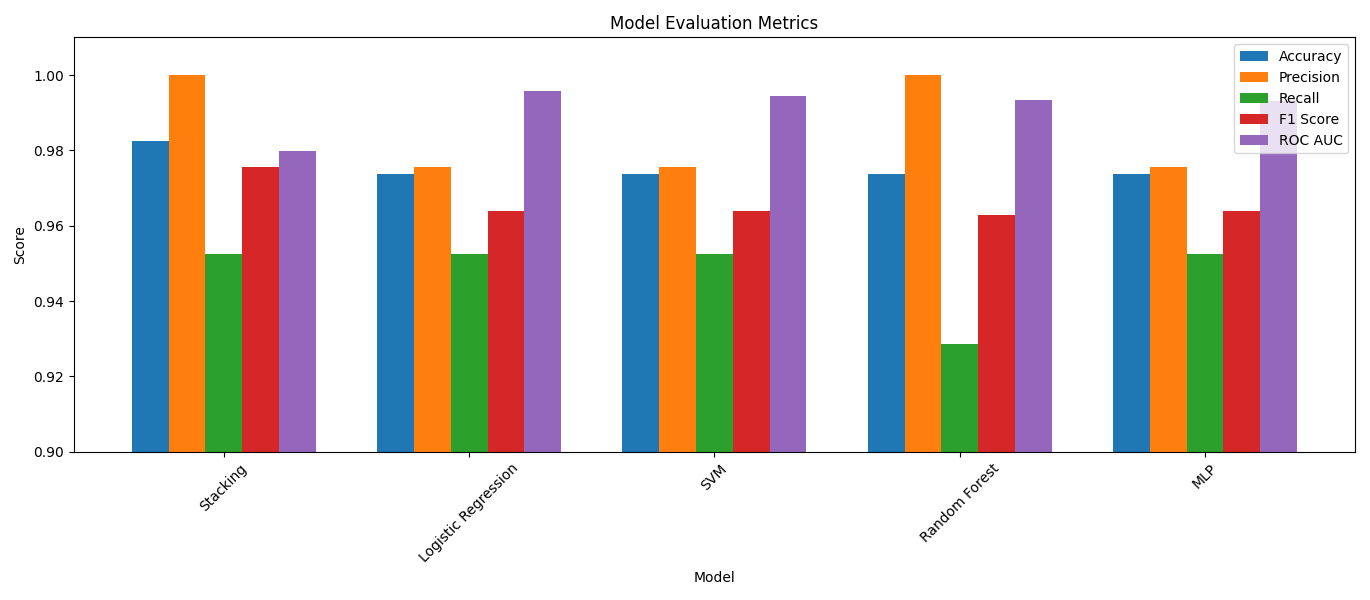 Model Evaluation Metrics
Accuracy
Precision
Recall
F1 Score
ROC AUC
1.00
0.98
0.96
0.94
0.92
0.90
Score
Stacking
Logistic Regression
SVM
Random Forest
MLP
Model